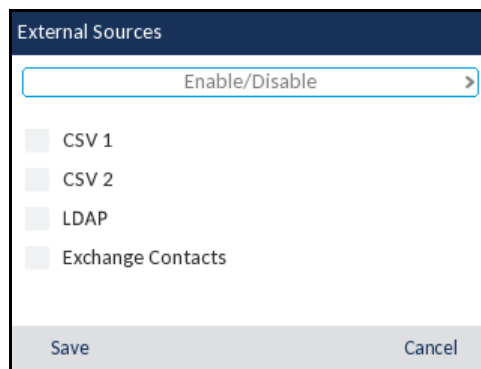 External Sources
Enable/Disable >
CSV 1
CSV 2
LDAP
Exchange Contacts
Save Cancel